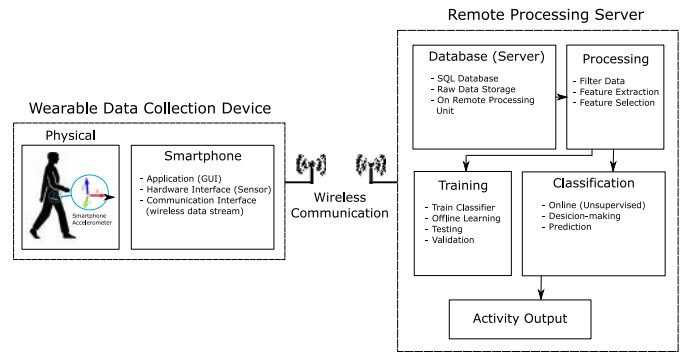 Remote Processing Server
Database (Server)
- SQL Database
- Raw Data Storage
- On Remote Processing
Unit
Processing
- Filter Data
- Feature Extraction
- Feature Selection
Wearable Data Collection Device
Physical
Smartphone
Accelerometer
Smartphone
- Application (GUI)
- Hardware Interface (Sensor)
- Communication Interface
(wireless data stream)
Wireless
Communication
Training
- Train Classifier
- Offline Learning
- Testing
- Validation
Classification
- Online (Unsupervised)
- Desicion-making
- Prediction
Activity Output